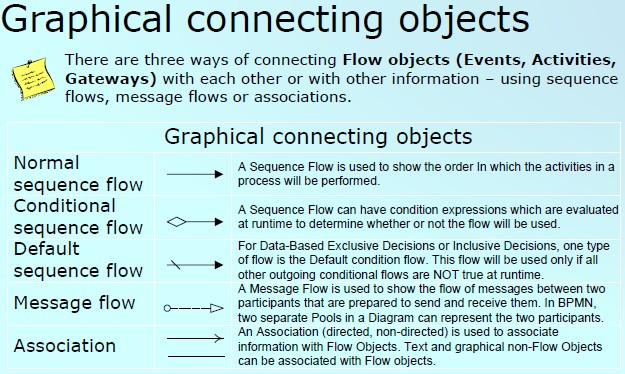 Graphical connecting objects
There are three ways of connecting Flow objects (Events, Activities,
Gateways) with each other or with other information – using sequence
flows, message flows or associations.
Graphical connecting objects
Normal
sequence flow
A Sequence Flow is used to show the order In which the activities in a
process will be performed.
Conditional
sequence flow
A Sequence Flow can have condition expressions which are evaluated
at runtime to determine whether or not the flow will be used.
Default
sequence flow
For Data-Based Exclusive Decisions or Inclusive Decisions, one type
of flow is the Default condition flow. This flow will be used only if all
other outgoing conditional flows are NOT true at runtime.
Message flow
A Message Flow is used to show the flow of messages between two
participants that are prepared to send and receive them. In BPMN,
two separate Pools in a Diagram can represent the two participants.
Association
An Association (directed, non-directed) is used to associate
information with Flow Objects. Text and graphical non-Flow Objects
can be associated with Flow objects.